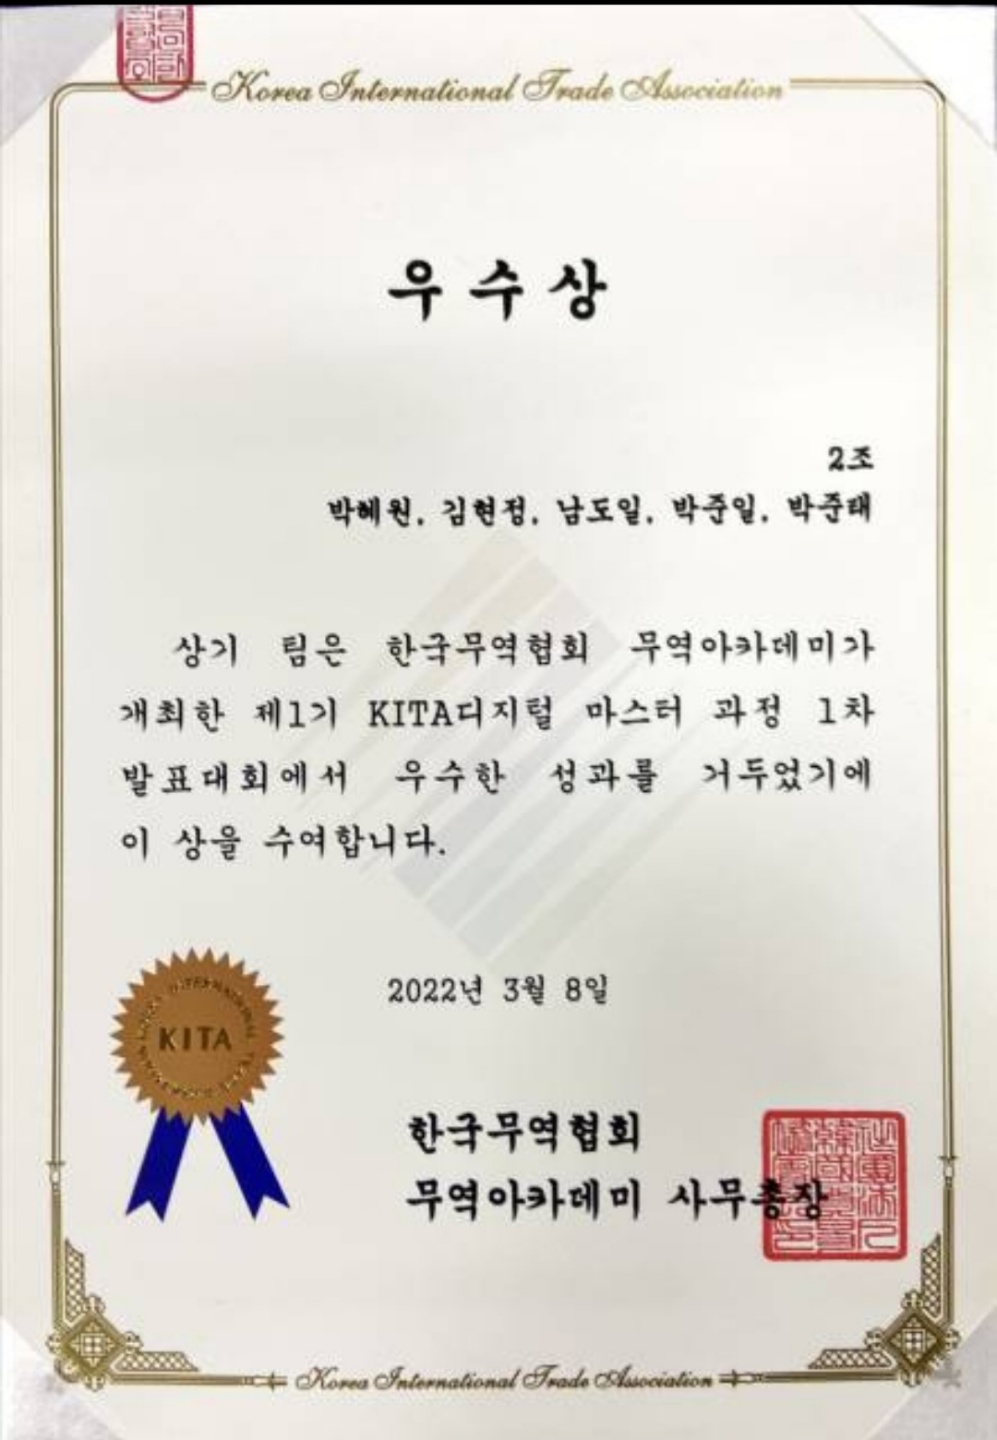 Korea International Trade Association
우수상
2조
박혜원, 김현정, 남도일, 박준일, 박준태
상기 팀은 한국무역협회 무역아카데미가
개최한 제1기 KITA디지털 마스터 과정 1차
발표대회에서 우수한 성과를 거두었기에
이 상을 수여합니다.
2022년 3월 8일
KITA
한국무역협회
무역아카데미 사무총장
Korea International Trade Association